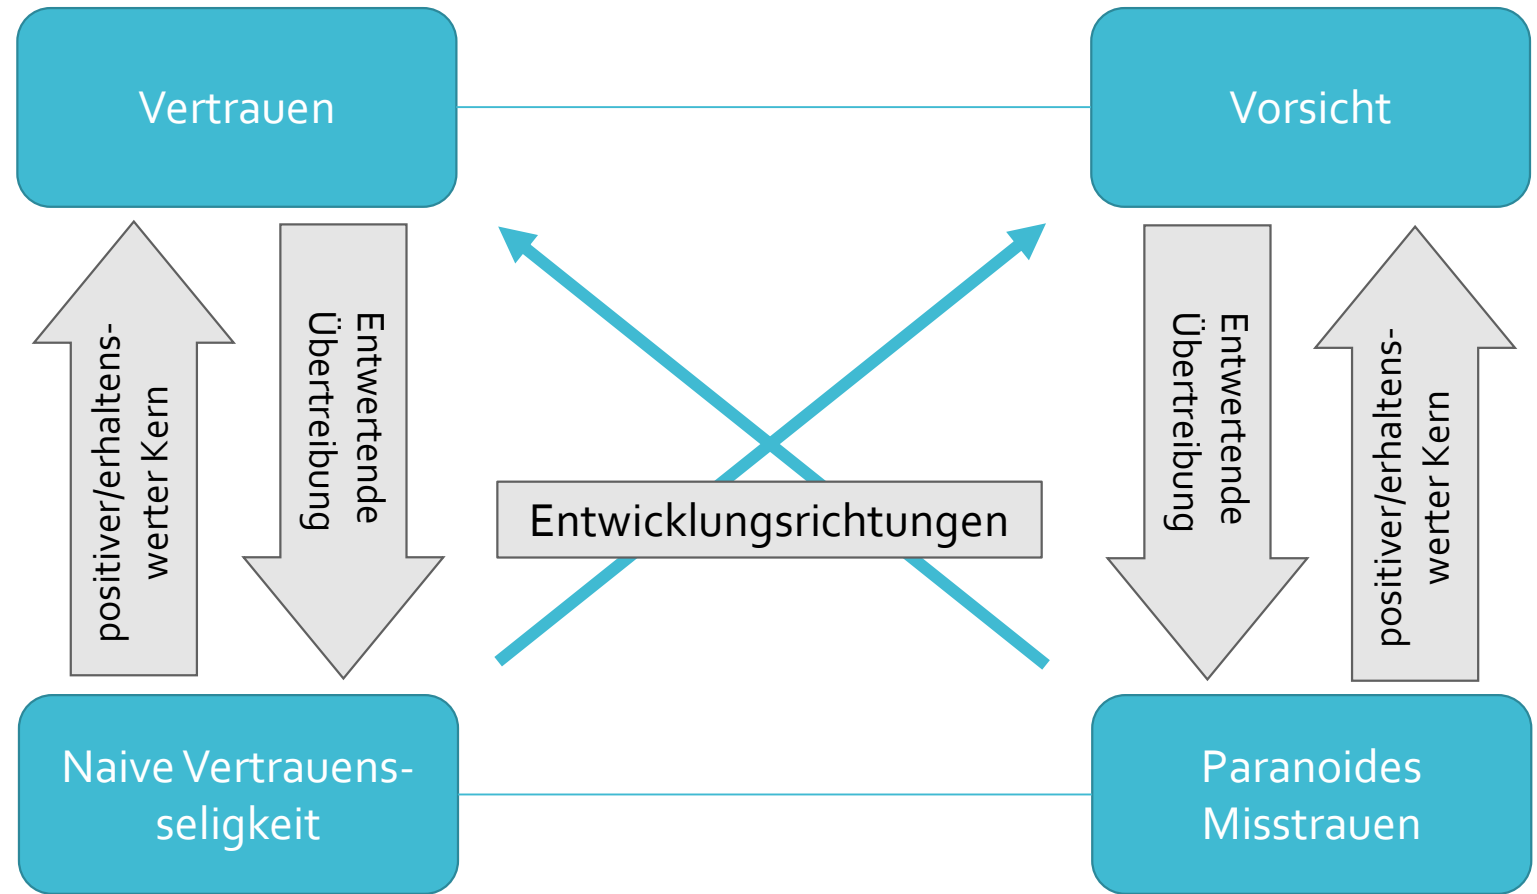 Vertrauen
Vorsicht
positiver/erhaltens-
werter Kern
Entwertende
Übertreibung
Entwicklungsrichtungen
Entwertende
Übertreibung
positiver/erhaltens-
werter Kern
Naive Vertrauens-
seligkeit
Paranoides
Misstrauen